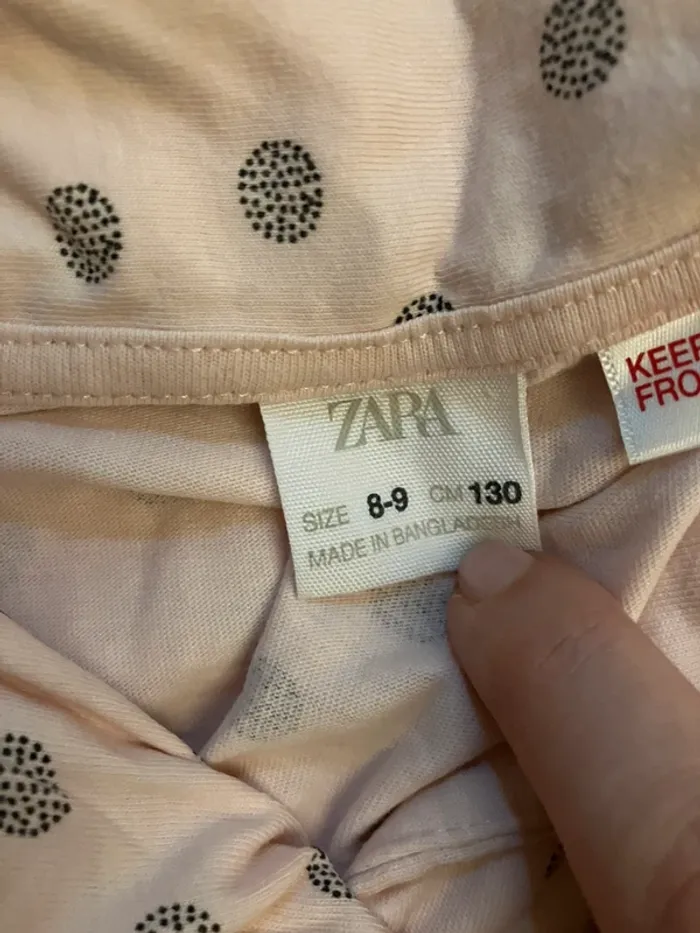 ZARA
SIZE 8-9 CM 130
MADE IN BANGLADESH
KEEP
FRO